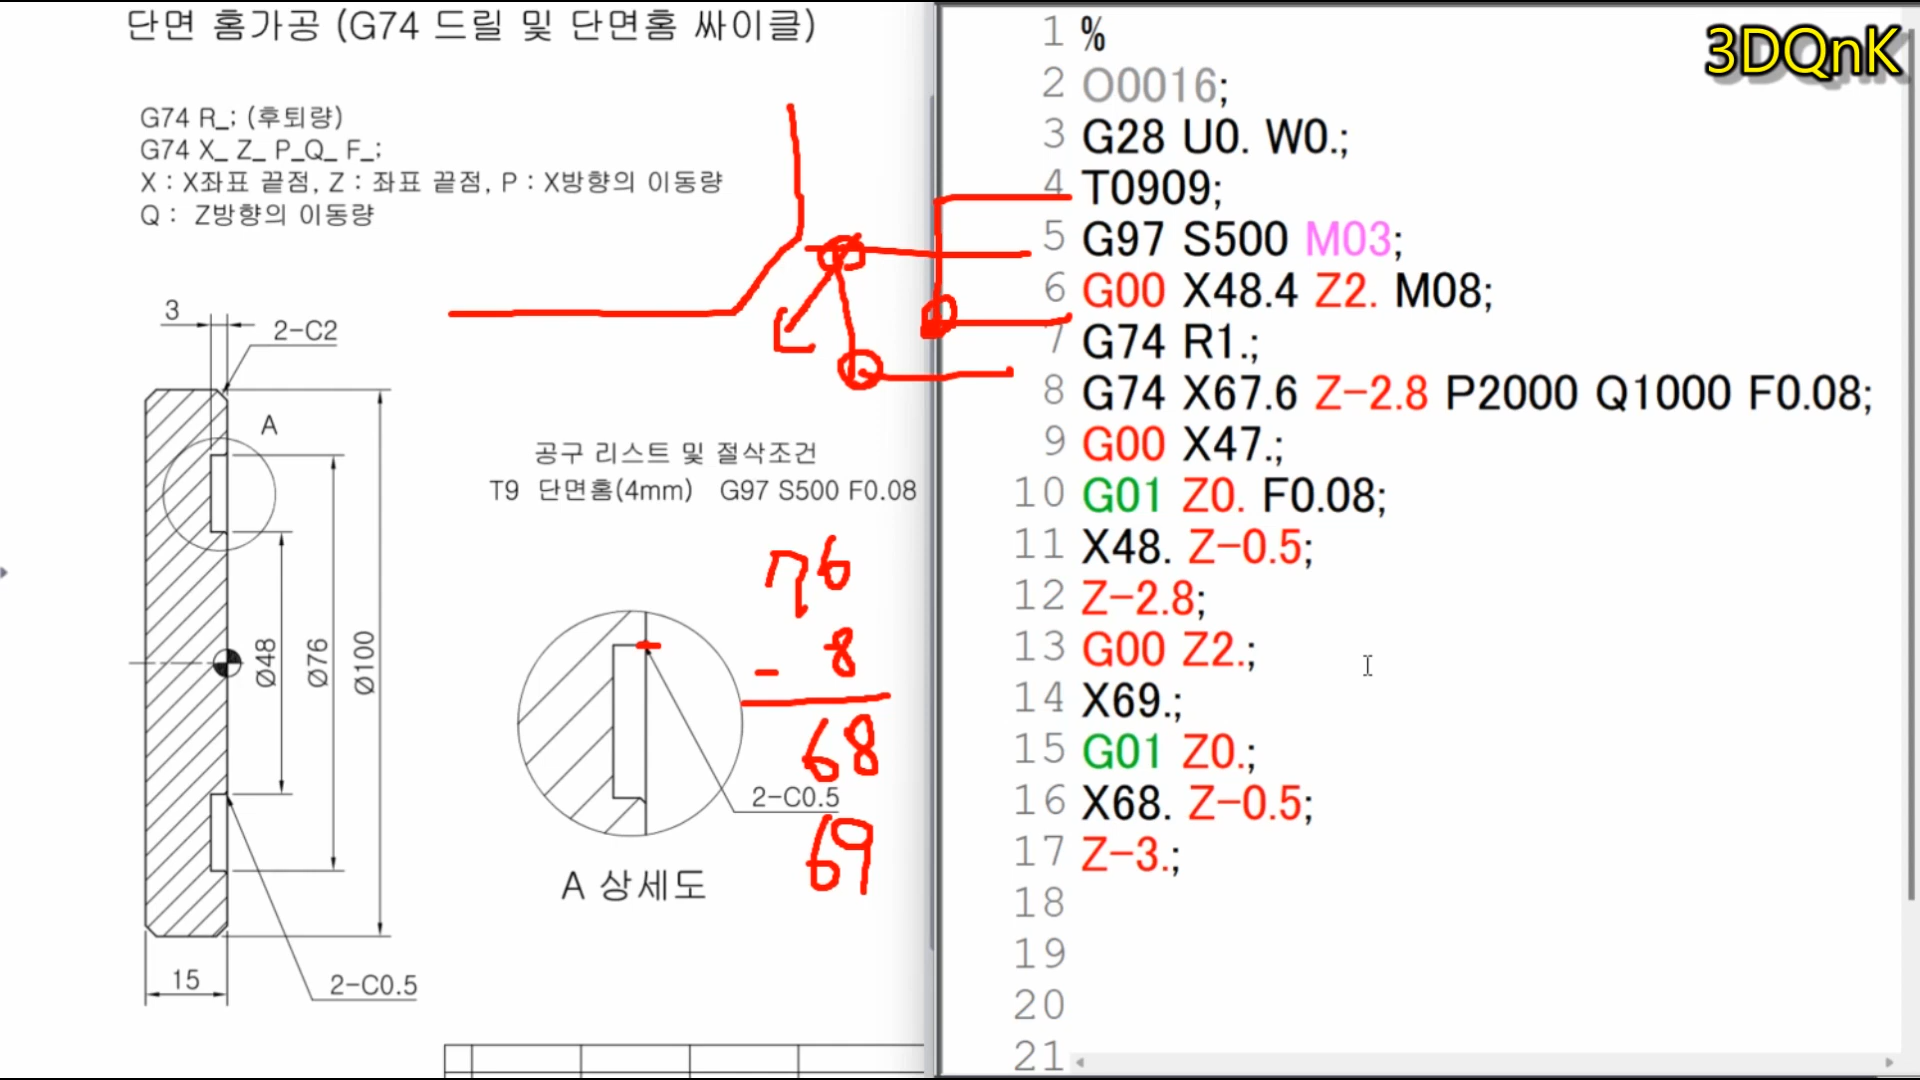 단면 홈가공 (G74 드릴 및 단면홈 싸이클)
G74 R_; (후퇴량)
G74 X_ Z_ P_Q_ F_;
X : X좌표 끝점, Z : 좌표 끝점, P : X방향의 이동량
Q : Z방향의 이동량
3
2-C2
A
Ø48
Ø76
Ø100
15
2-C0.5
공구 리스트 및 절삭조건
T9 단면홈(4mm) G97 S500 F0.08
76
- 8
68
69
2-C0.5
A 상세도
3DQnK
1 %
2 O0016;
3 G28 U0. W0.;
4 T0909;
5 G97 S500 M03;
6 G00 X48.4 Z2. M08;
7 G74 R1.;
8 G74 X67.6 Z-2.8 P2000 Q1000 F0.08;
9 G00 X47.;
10 G01 Z0. F0.08;
11 X48. Z-0.5;
12 Z-2.8;
13 G00 Z2.;
14 X69.;
15 G01 Z0.;
16 X68. Z-0.5;
17 Z-3.;
18
19
20
21